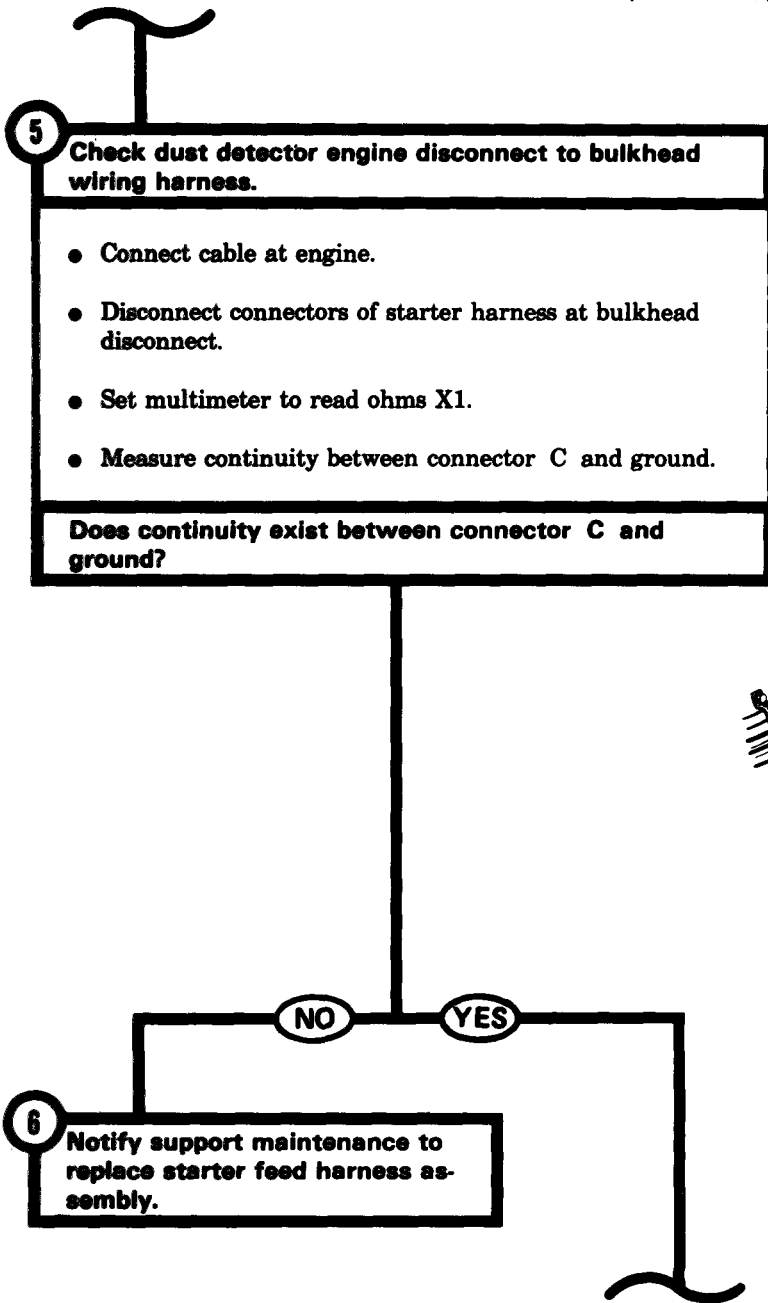 5
Check dust detector engine disconnect to bulkhead
wiring harness.
● Connect cable at engine.
● Disconnect connectors of starter harness at bulkhead
disconnect.
● Set multimeter to read ohms X1.
● Measure continuity between connector C and ground.
Does continuity exist between connector C and
ground?
NO
YES
6
Notify support maintenance to
replace starter feed harness as-
sembly.